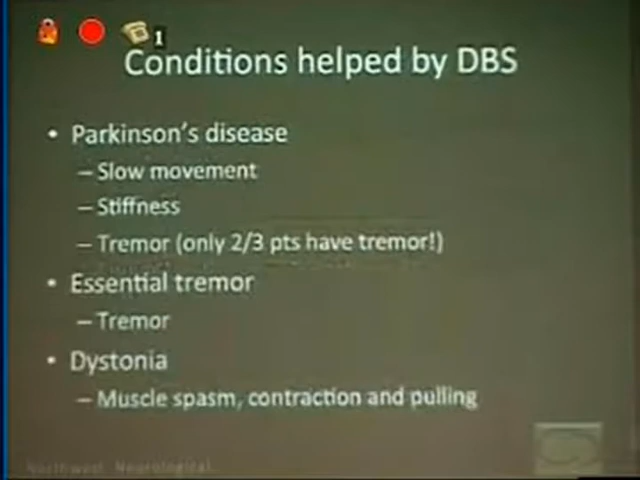 1
Conditions helped by DBS
• Parkinson's disease
– Slow movement
– Stiffness
– Tremor (only 2/3 pts have tremor!)
• Essential tremor
– Tremor
• Dystonia
– Muscle spasm, contraction and pulling
Northwest Neurological